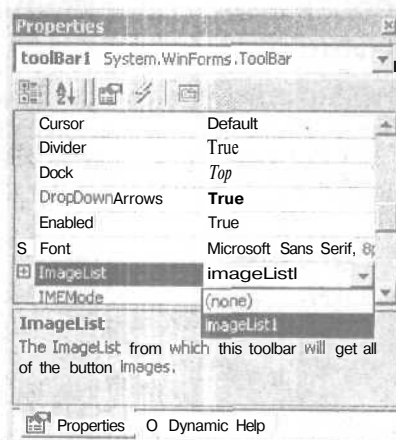 Properties
toolBar1 System.WinForms.ToolBar
Cursor Default
Divider True
Dock Top
DropDownArrows True
Enabled True
S Font Microsoft Sans Serif, 8
ImageList imageListl
IMEMode (none)
imageList1
ImageList
The ImageList from which this toolbar will get all
of the button images.
Properties O Dynamic Help